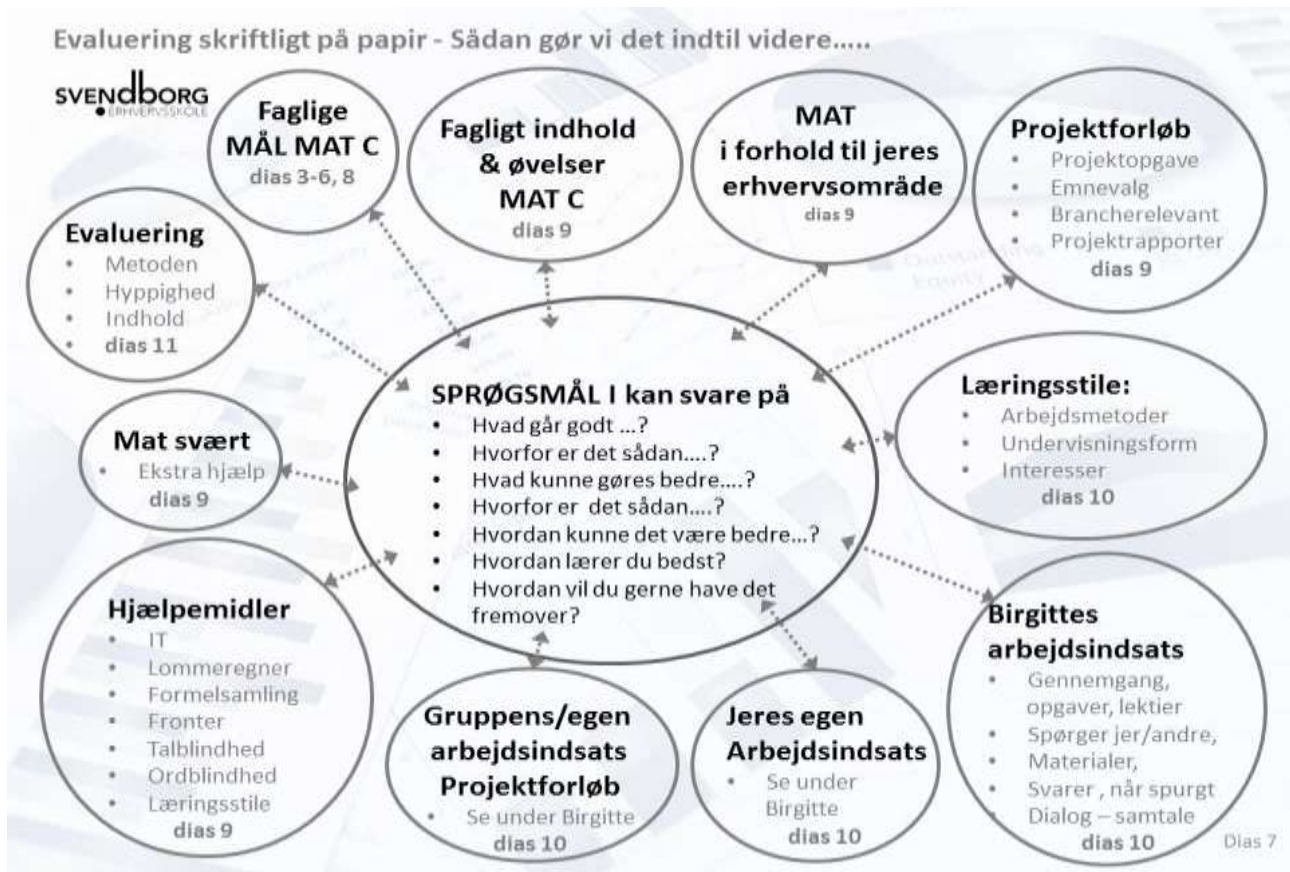 Evaluering skriftligt på papir - Sådan gør vi det indtil videre.....
SVENDBORG
ERHVERVSSKOLE
Faglige
MÅL MAT C
dias 3-6, 8
Fagligt indhold
& øvelser
MAT C
dias 9
MAT
i forhold til jeres
erhvervsområde
dias 9
Projektforløb
• Projektopgave
• Emnevalg
• Brancherelevant
• Projektrapporter
dias 9
Evaluering
• Metoden
• Hyppighed
• Indhold
• dias 11
Outstanding
Equity
SPRØGSMÅL I kan svare på
• Hvad går godt ...?
• Hvorfor er det sådan....?
• Hvad kunne gøres bedre....?
• Hvorfor er det sådan....?
• Hvordan kunne det være bedre...?
• Hvordan lærer du bedst?
• Hvordan vil du gerne have det
fremover?
Læringsstile:
• Arbejdsmetoder
• Undervisningsform
• Interesser
dias 10
Mat svært
• Ekstra hjælp
dias 9
Hjælpemidler
• IT
• Lommeregner
• Formelsamling
• Fronter
• Talblindhed
• Ordblindhed
• Læringsstile
dias 9
Gruppens/egen
arbejdsindsats
Projektforløb
• Se under Birgitte
dias 10
Jeres egen
Arbejdsindsats
• Se under
Birgitte
dias 10
Birgittes
arbejdsindsats
• Gennemgang,
opgaver, lektier
• Spørger jer/andre,
• Materialer,
• Svarer , når spurgt
• Dialog – samtale
dias 10
Dias 7